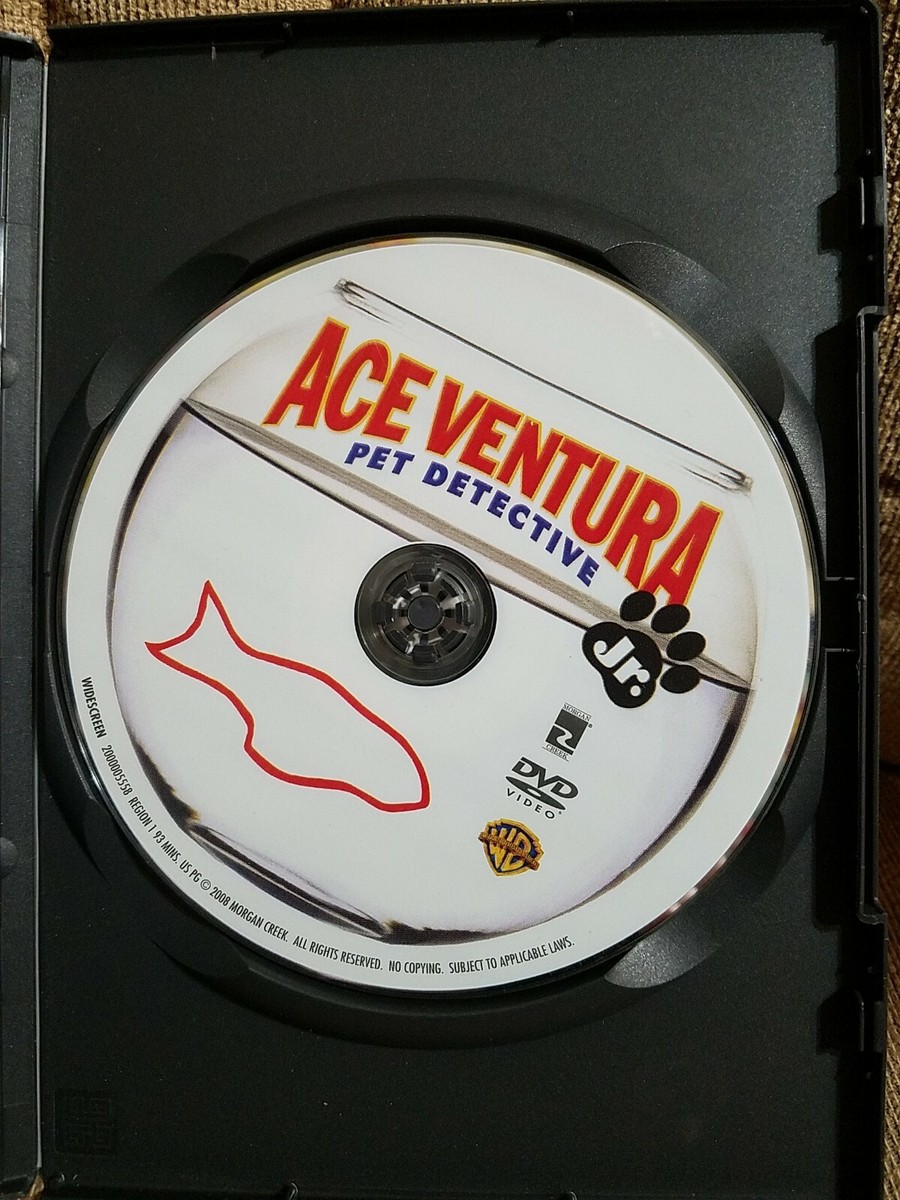 ACE VENTURA
PET DETECTIVE
Jr.
MORGAN
CREEK
DVD
VIDEO
WB
WIDESCREEN 2000005558 REGION 1 93 MINS. US PG © 2008 MORGAN CREEK. ALL RIGHTS RESERVED. NO COPYING. SUBJECT TO APPLICABLE LAWS.